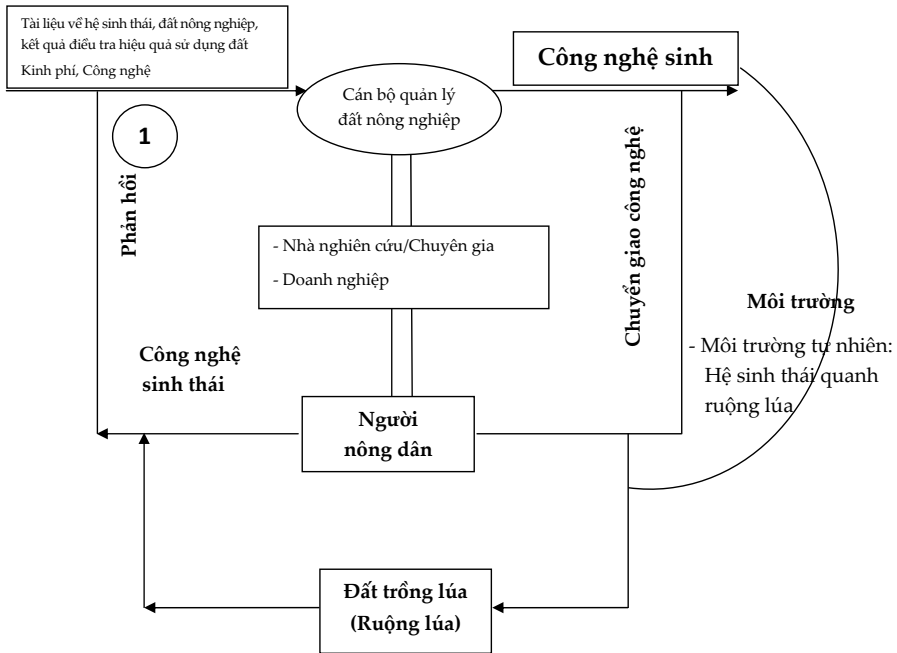 Tài liệu về hệ sinh thái, đất nông nghiệp,
kết quả điều tra hiệu quả sử dụng đất
Kinh phí, Công nghệ
Công nghệ sinh
Cán bộ quản lý
đất nông nghiệp
1
Phản hồi
Chuyển giao công nghệ
- Nhà nghiên cứu/Chuyên gia
- Doanh nghiệp
Môi trường
- Môi trường tự nhiên:
Hệ sinh thái quanh
ruộng lúa
Công nghệ
sinh thái
Người
nông dân
Đất trồng lúa
(Ruộng lúa)